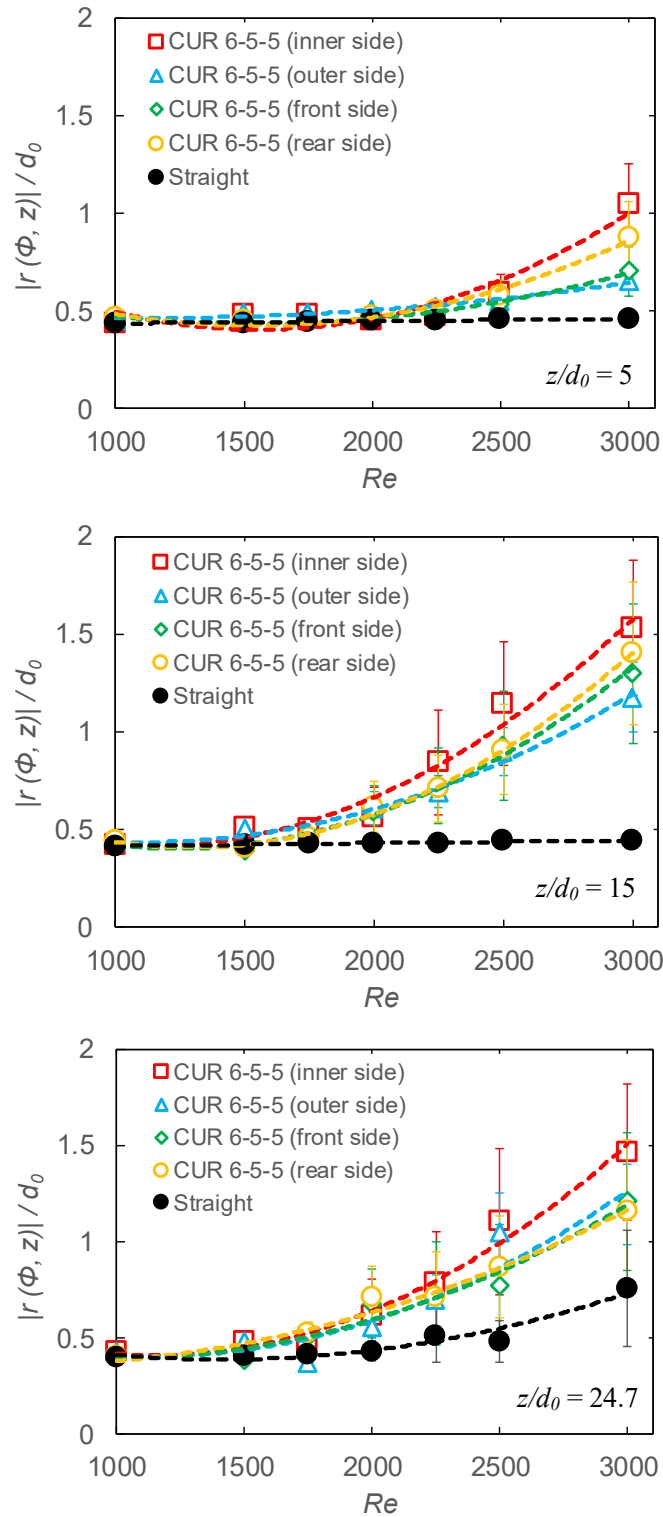 2
CUR 6-5-5 (inner side)
CUR 6-5-5 (outer side)
1.5
CUR 6-5-5 (front side)
CUR 6-5-5 (rear side)
Straight
|r (Φ, z)| / d0
1
0.5
z/d0 = 5
0
1000 1500 2000 2500 3000
Re
2
CUR 6-5-5 (inner side)
CUR 6-5-5 (outer side)
1.5
CUR 6-5-5 (front side)
CUR 6-5-5 (rear side)
Straight
|r (Φ, z)| / d0
1
0.5
z/d0 = 15
0
1000 1500 2000 2500 3000
Re
2
CUR 6-5-5 (inner side)
CUR 6-5-5 (outer side)
1.5
CUR 6-5-5 (front side)
CUR 6-5-5 (rear side)
Straight
|r (Φ, z)| / d0
1
0.5
z/d0 = 24.7
0
1000 1500 2000 2500 3000
Re